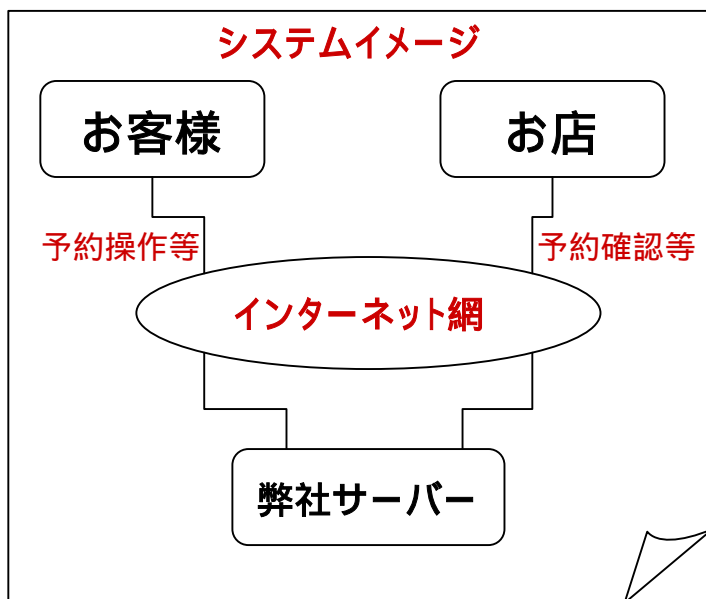 システムイメージ
お客様
お店
予約操作等
予約確認等
インターネット網
弊社サーバー